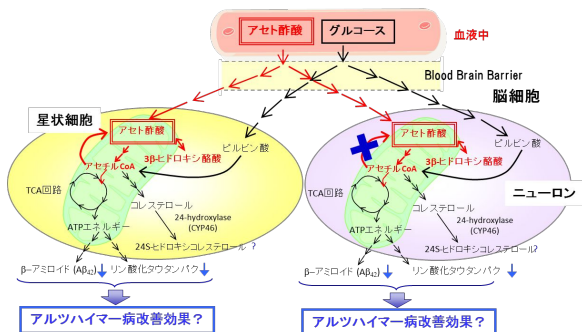 アセト酢酸
グルコース
血液中
Blood Brain Barrier
脳細胞
星状細胞
アセト酢酸
ピルビン酸
3β-ヒドロキシ酪酸
アセチルCoA
TCA回路
コレステロール
24-hydroxylase
(CYP46)
ATPエネルギー
24S-ヒドロキシコレステロール ?
β-アミロイド (Aβ42)
リン酸化タウタンパク
アルツハイマー病改善効果？
アセト酢酸
ピルビン酸
3β-ヒドロキシ酪酸
アセチルCoA
ニューロン
TCA回路
コレステロール
24-hydroxylase
(CYP46)
ATPエネルギー
24S-ヒドロキシコレステロール?
β-アミロイド (Aβ42)
リン酸化タウタンパク
アルツハイマー病改善効果？